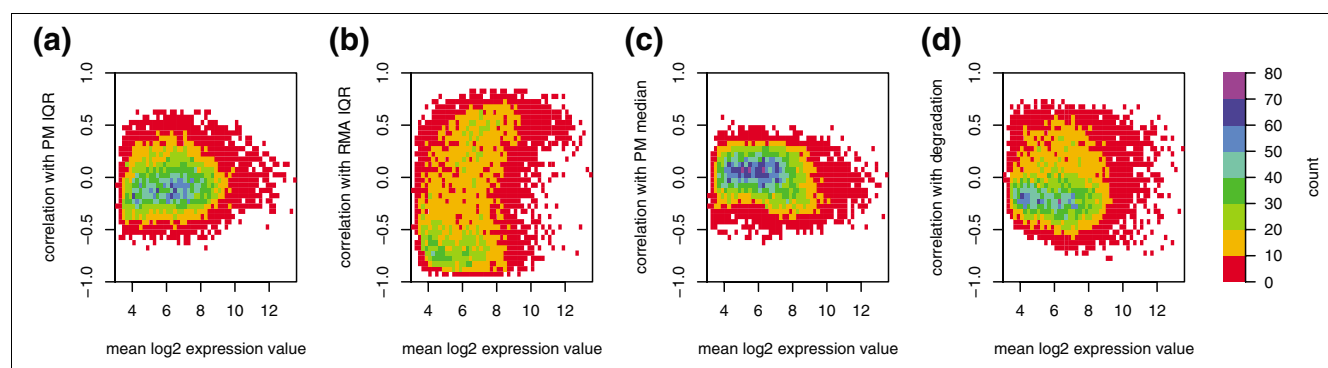 (a)
correlation with PM IQR
1.0
0.5
0.0
−0.5
−1.0
4 6 8 10 12
mean log2 expression value
(b)
correlation with RMA IQR
1.0
0.5
0.0
−0.5
−1.0
4 6 8 10 12
mean log2 expression value
(c)
correlation with PM median
1.0
0.5
0.0
−0.5
−1.0
4 6 8 10 12
mean log2 expression value
(d)
correlation with degradation
1.0
0.5
0.0
−0.5
−1.0
4 6 8 10 12
mean log2 expression value
80
70
60
50
40
30
20
10
0
count